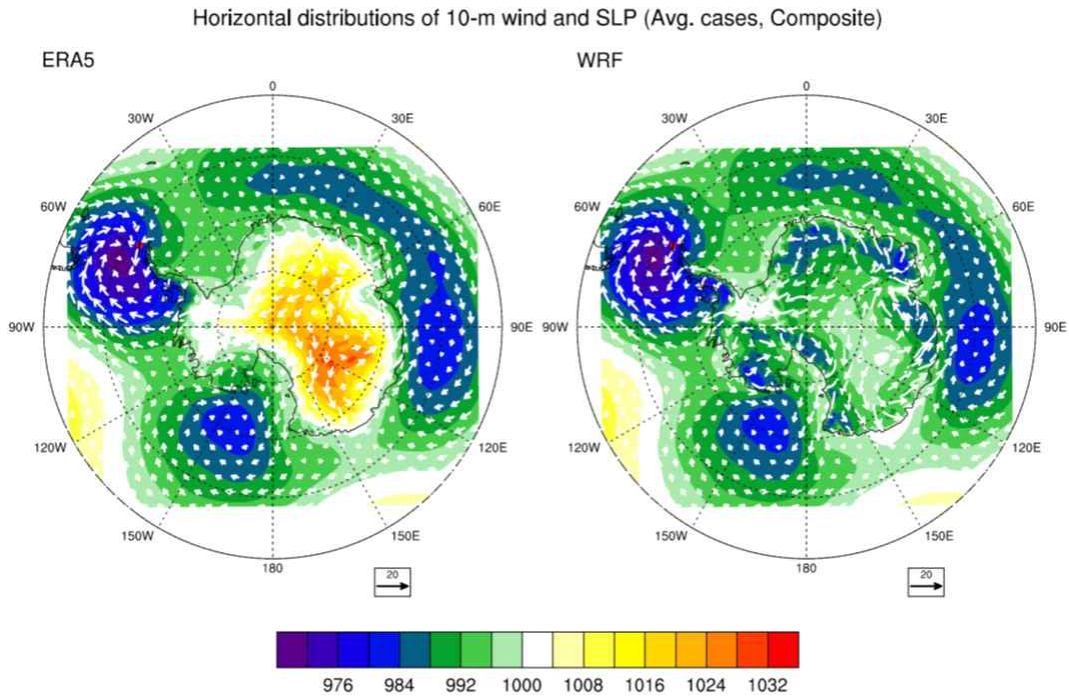 Horizontal distributions of 10-m wind and SLP (Avg. cases, Composite)
ERA5
WRF
0
0
30W
30E
30W
30E
60W
60E
60W
60E
90W
90E
90W
90E
120W
120E
120W
120E
150W
150E
150W
150E
180
180
20
20
976 984 992 1000 1008 1016 1024 1032